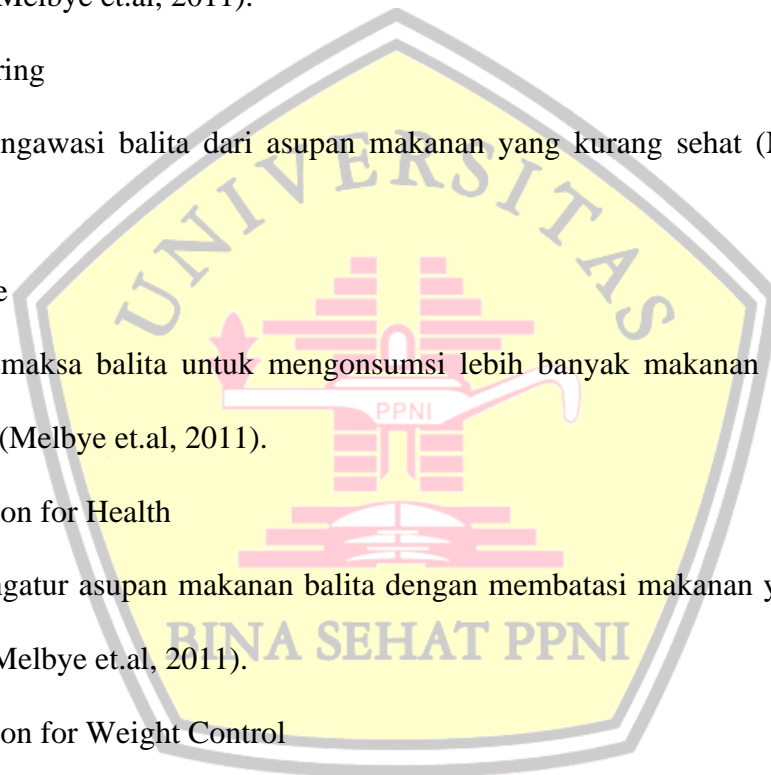 Melbye et.al, 2011).
ring
ngawasi balita dari asupan makanan yang kurang sehat (
UNIVERSITAS
e
maksa balita untuk mengonsumsi lebih banyak makanan
PPNI
(Melbye et.al, 2011).
on for Health
ngatur asupan makanan balita dengan membatasi makanan y
BINA SEHAT PPNI
Melbye et.al, 2011).
on for Weight Control